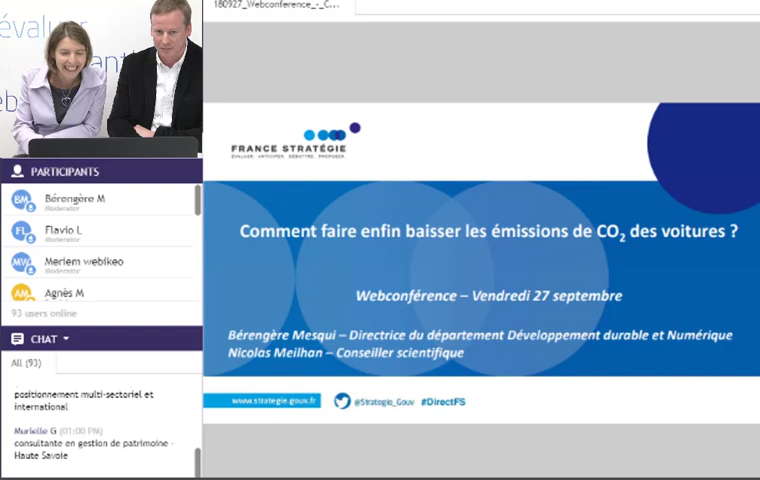 évaluer
anti
eb
PARTICIPANTS
BM Bérengère M
Moderator
FL Flavio L
Moderator
MW Meriem webikeo
Moderator
AM Agnès M
93 users online
CHAT
All (93)
positionnement multi-sectoriel et
international
Murielle G (01:00 PM)
consultante en gestion de patrimoine -
Haute Savoie
180927_Webconference_-_C...
FRANCE STRATÉGIE
ÉVALUER. ANTICIPER. DÉBATTRE. PROPOSER.
Comment faire enfin baisser les émissions de CO2 des voitures ?
Webconférence – Vendredi 27 septembre
Bérengère Mesqui – Directrice du département Développement durable et Numérique
Nicolas Meilhan – Conseiller scientifique
www.strategie.gouv.fr
@Strategie_Gouv #DirectFS